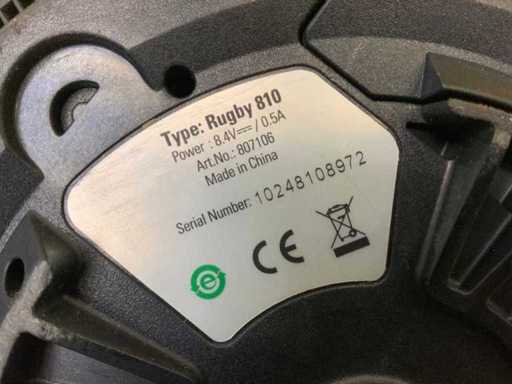 Type: Rugby 810
Power : 8.4V⎓ / 0.5A
Art.No.: 807106
Made in China
Serial Number: 10248108972
CE
e